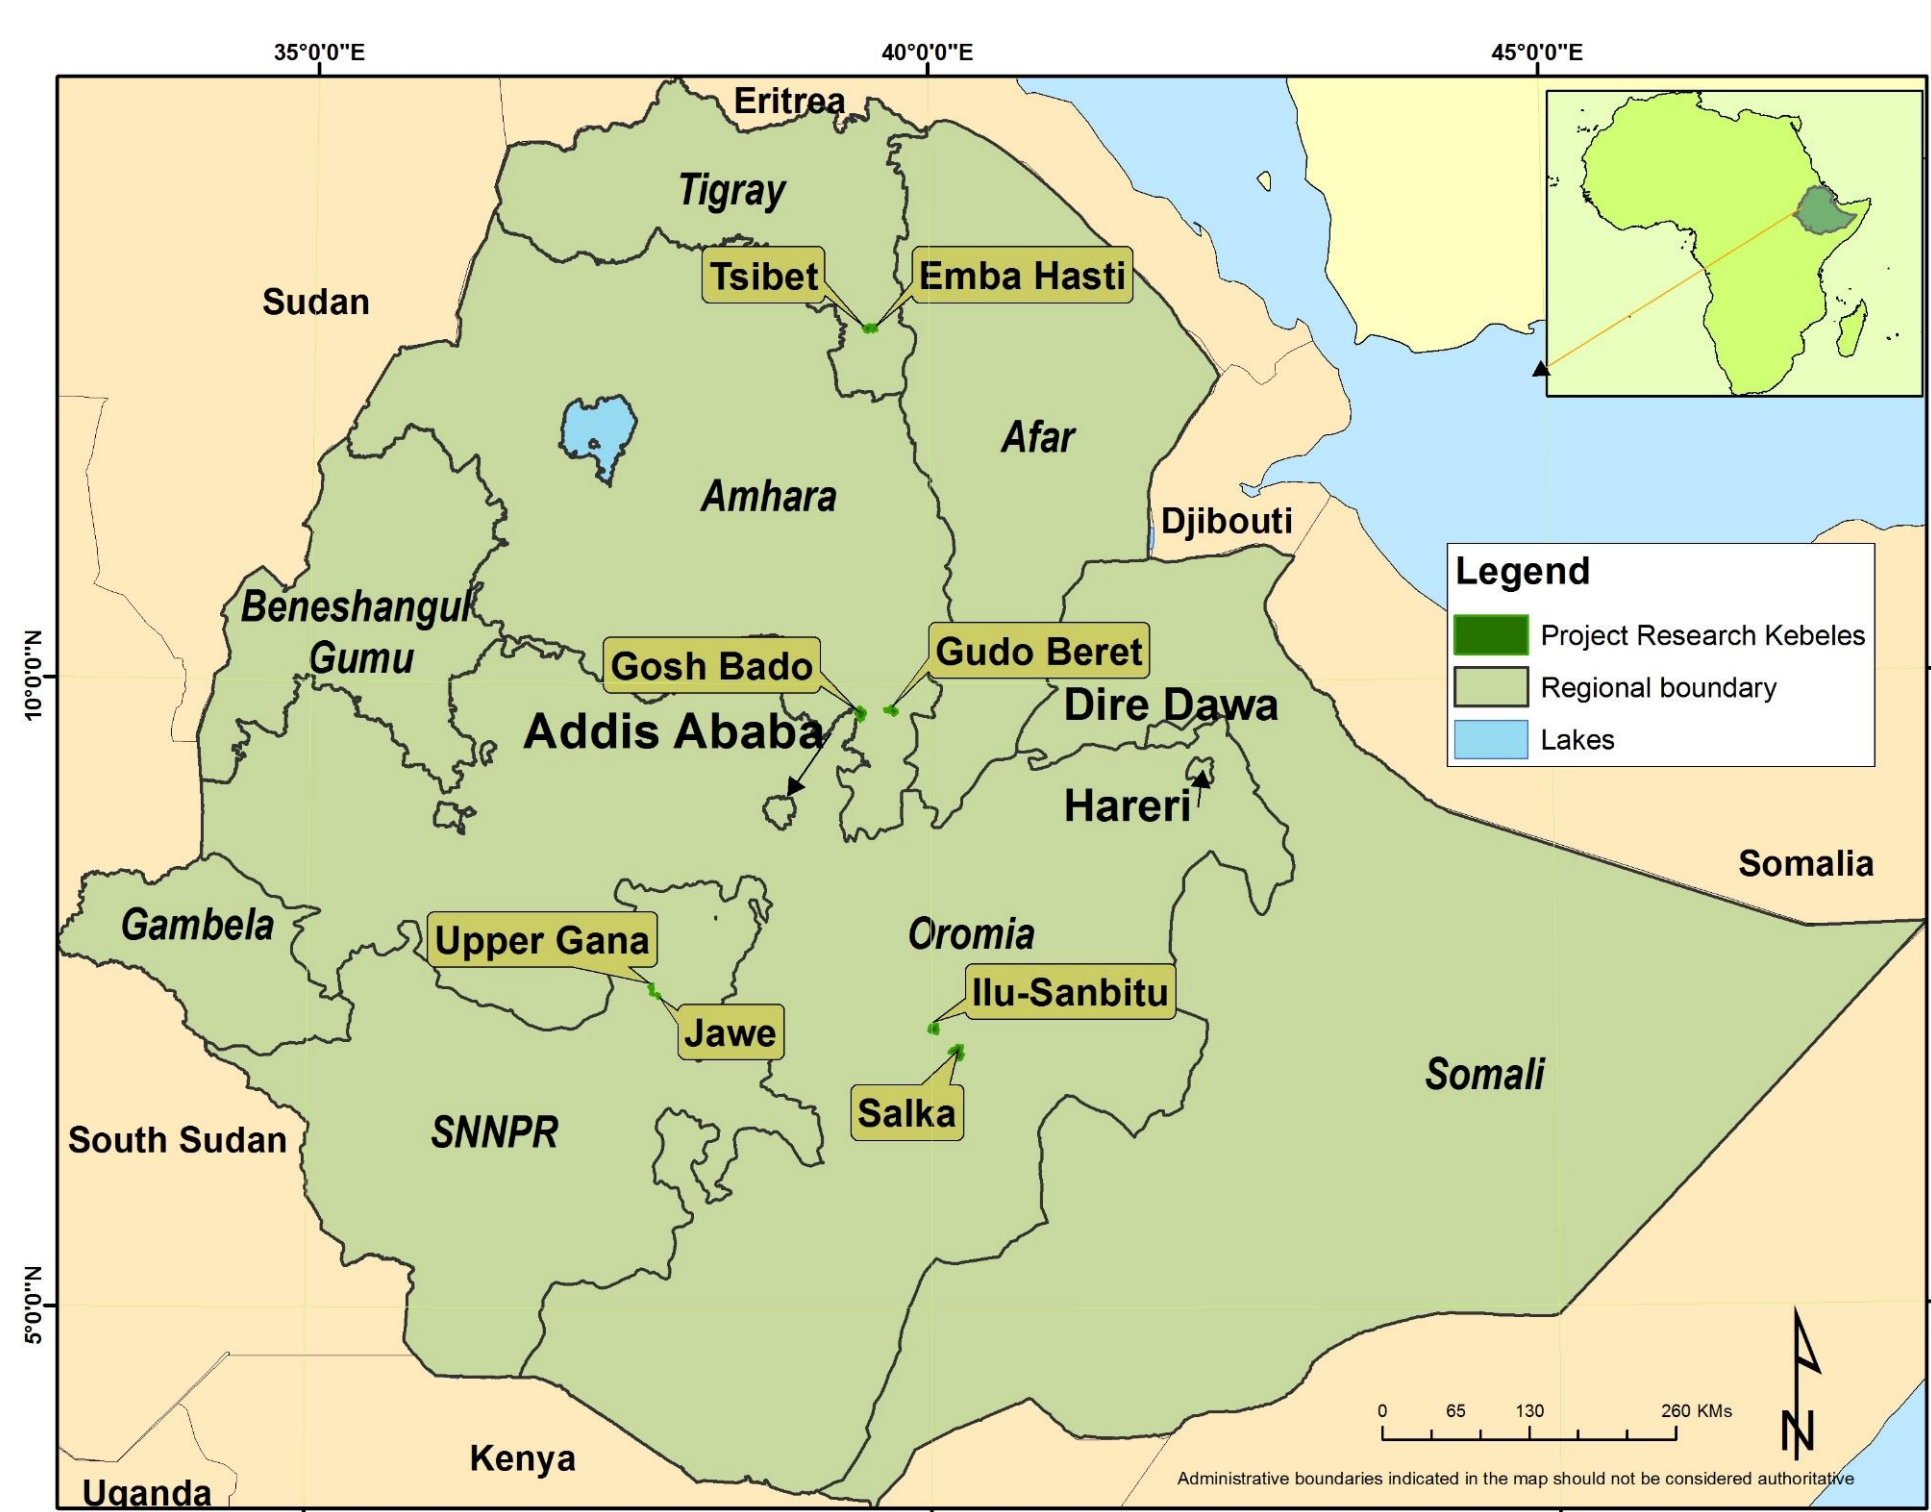 35°0'0"E
40°0'0"E
45°0'0"E
Eritrea
Tigray
Tsibet
Emba Hasti
Sudan
Afar
Amhara
Djibouti
Legend
Project Research Kebeles
Regional boundary
Lakes
Beneshangul
Gumu
10°0'0"N
Gosh Bado
Gudo Beret
Addis Ababa
Dire Dawa
Hareri
Somalia
Gambela
Upper Gana
Oromia
Ilu-Sanbitu
Jawe
Somali
Salka
South Sudan
SNNPR
5°0'0"N
0 65 130 260 KMs
N
Kenya
Administrative boundaries indicated in the map should not be considered authoritative
Uganda